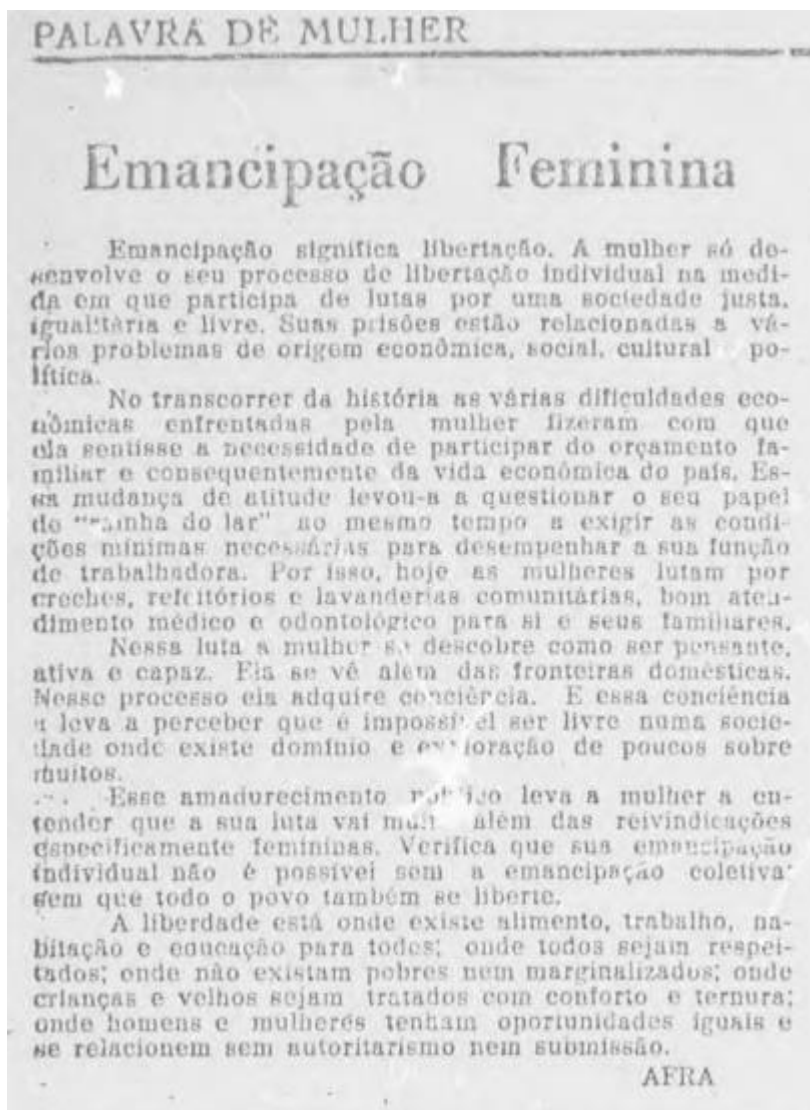 PALAVRA DE MULHER
Emancipação Feminina
Emancipação significa libertação. A mulher só de-
senvolve o seu processo de libertação individual na medi-
da em que participa de lutas por uma sociedade justa,
igualitária e livre. Suas prisões estão relacionadas a vá-
rios problemas de origem econômica, social, cultural po-
lítica.
No transcorrer da história as várias dificuldades eco-
nômicas enfrentadas pela mulher fizeram com que
ela sentisse a necessidade de participar do orçamento fa-
miliar e consequentemente da vida econômica do país. Es-
sa mudança de atitude levou-a a questionar o seu papel
de "rainha do lar" ao mesmo tempo a exigir as condi-
ções mínimas necessárias para desempenhar a sua função
de trabalhadora. Por isso, hoje as mulheres lutam por
creches, refeitórios e lavanderias comunitárias, bom aten-
dimento médico e odontológico para si e seus familiares.
Nessa luta a mulher se descobre como ser pensante,
ativa e capaz. Ela se vê além das fronteiras domésticas.
Nesse processo ela adquire conciência. E essa conciência
a leva a perceber que é impossível ser livre numa socie-
dade onde existe domínio e exploração de poucos sobre
muitos.
Esse amadurecimento político leva a mulher a en-
tender que a sua luta vai além das reivindicações
especificamente femininas. Verifica que sua emancipação
individual não é possível sem a emancipação coletiva:
sem que todo o povo também se liberte.
A liberdade está onde existe alimento, trabalho, ha-
bitação e educação para todos; onde todos sejam respei-
tados; onde não existam pobres nem marginalizados; onde
crianças e velhos sejam tratados com conforto e ternura;
onde homens e mulheres tenham oportunidades iguais e
se relacionem sem autoritarismo nem submissão.
AFRA